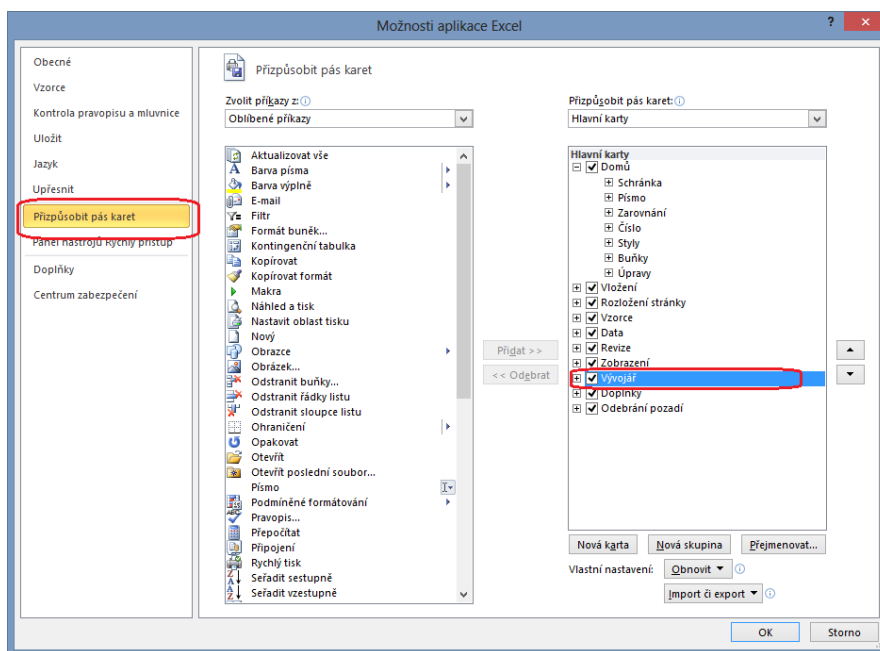 Možnosti aplikace Excel
Obecné
Vzorce
Kontrola pravopisu a mluvnice
Uložit
Jazyk
Upřesnit
Přizpůsobit pás karet
Panel nástrojů Rychlý přístup
Doplňky
Centrum zabezpečení
Přizpůsobit pás karet
Zvolit příkazy z:
Oblíbené příkazy
Aktualizovat vše
Barva písma
Barva výplně
E-mail
Filtr
Formát buněk...
Kontingenční tabulka
Kopírovat
Kopírovat formát
Makra
Náhled a tisk
Nastavit oblast tisku
Nový
Obrazce
Obrázek...
Odstranit buňky...
Odstranit řádky listu
Odstranit sloupce listu
Ohraničení
Opakovat
Otevřít
Otevřít poslední soubor...
Písmo
Podmíněné formátování
Pravopis...
Přepočítat
Připojení
Rychlý tisk
Seřadit sestupně
Seřadit vzestupně
Přidat >>
<< Odebrat
Přizpůsobit pás karet:
Hlavní karty
Hlavní karty
Domů
Schránka
Písmo
Zarovnání
Číslo
Styly
Buňky
Úpravy
Vložení
Rozložení stránky
Vzorce
Data
Revize
Zobrazení
Vývojář
Doplňky
Odebrání pozadí
Nová karta Nová skupina Přejmenovat...
Vlastní nastavení: Obnovit
Import či export
OK Storno